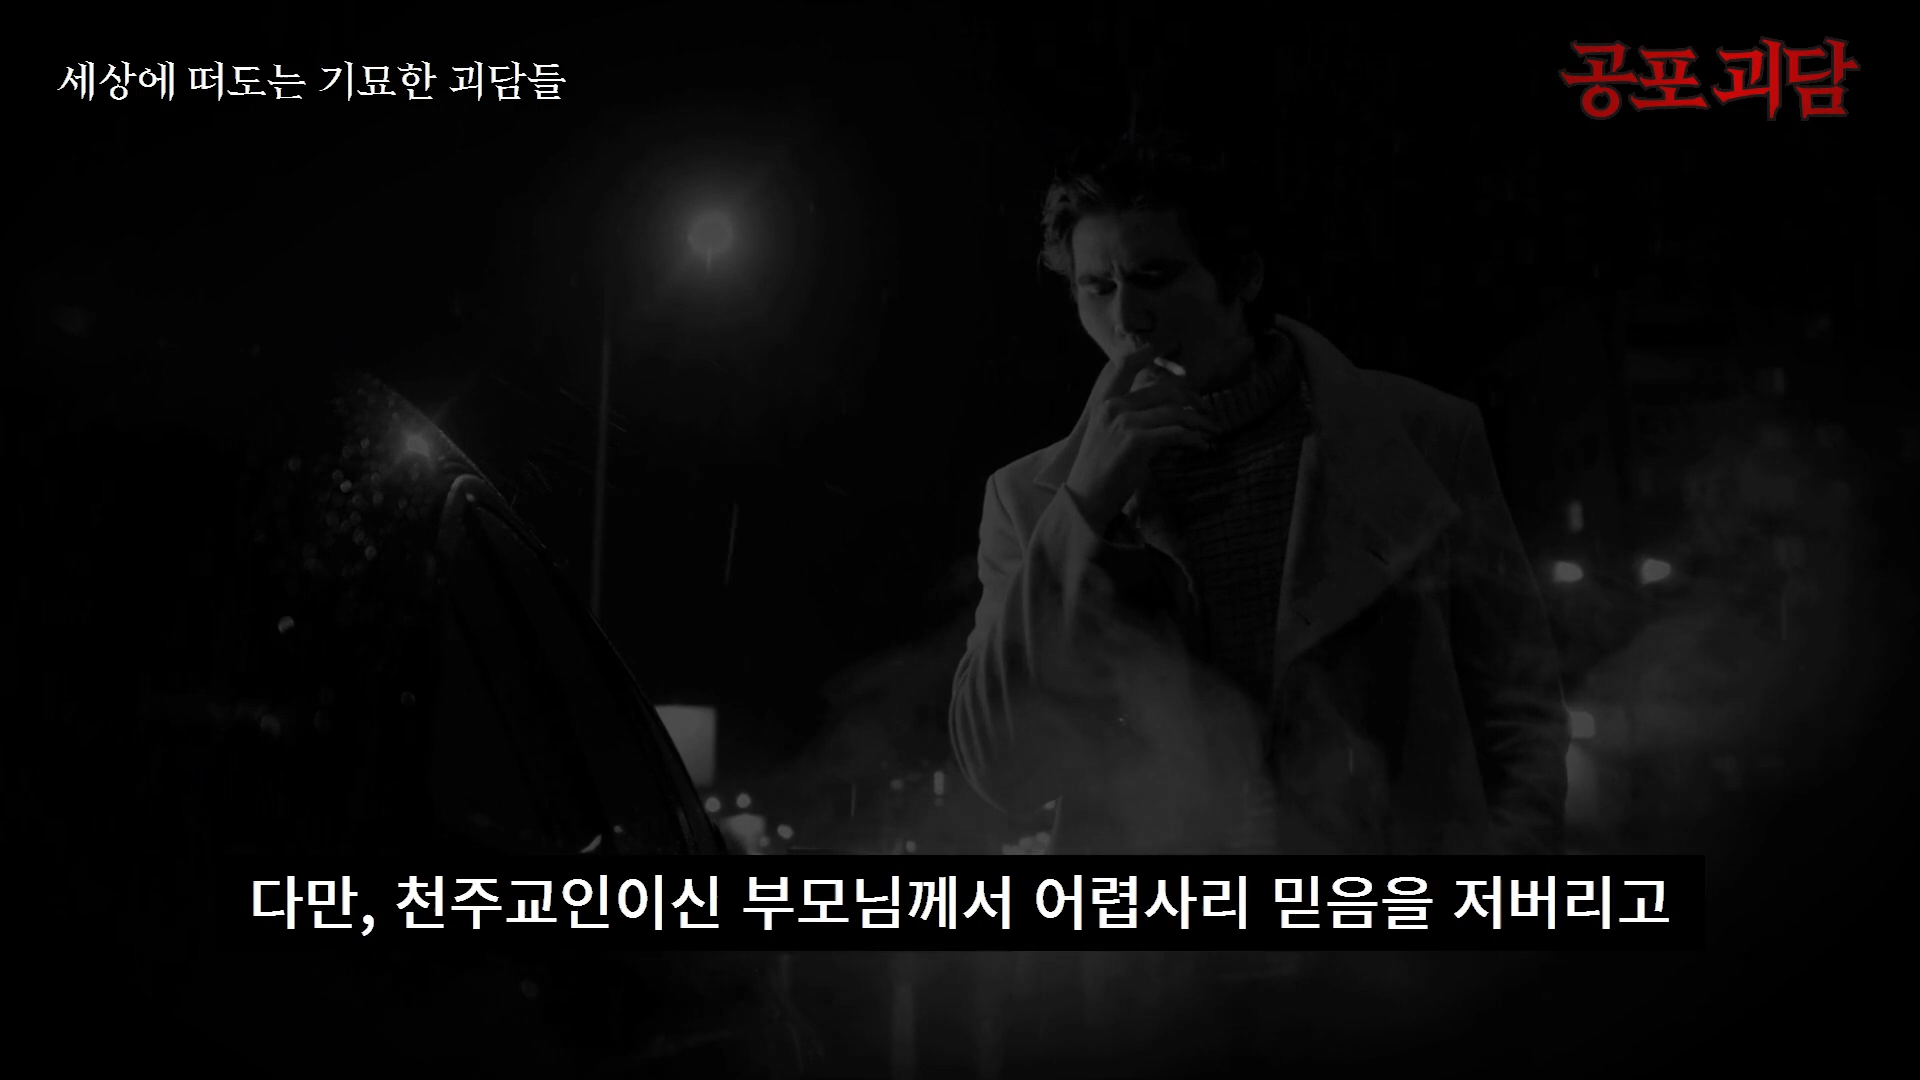 세상에 떠도는 기묘한 괴담들
공포 괴담
다만, 천주교인이신 부모님께서 어렵사리 믿음을 저버리고